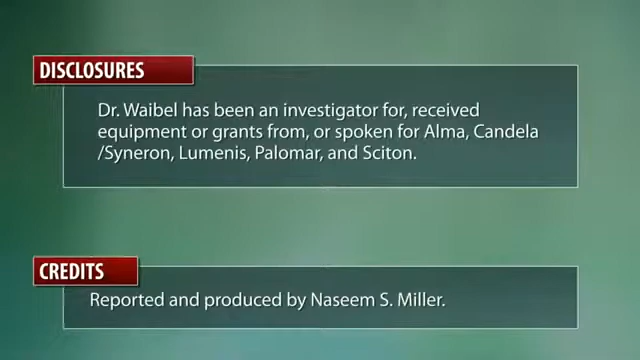 DISCLOSURES
Dr. Waibel has been an investigator for, received
equipment or grants from, or spoken for Alma, Candela
/Syneron, Lumenis, Palomar, and Sciton.
CREDITS
Reported and produced by Naseem S. Miller.